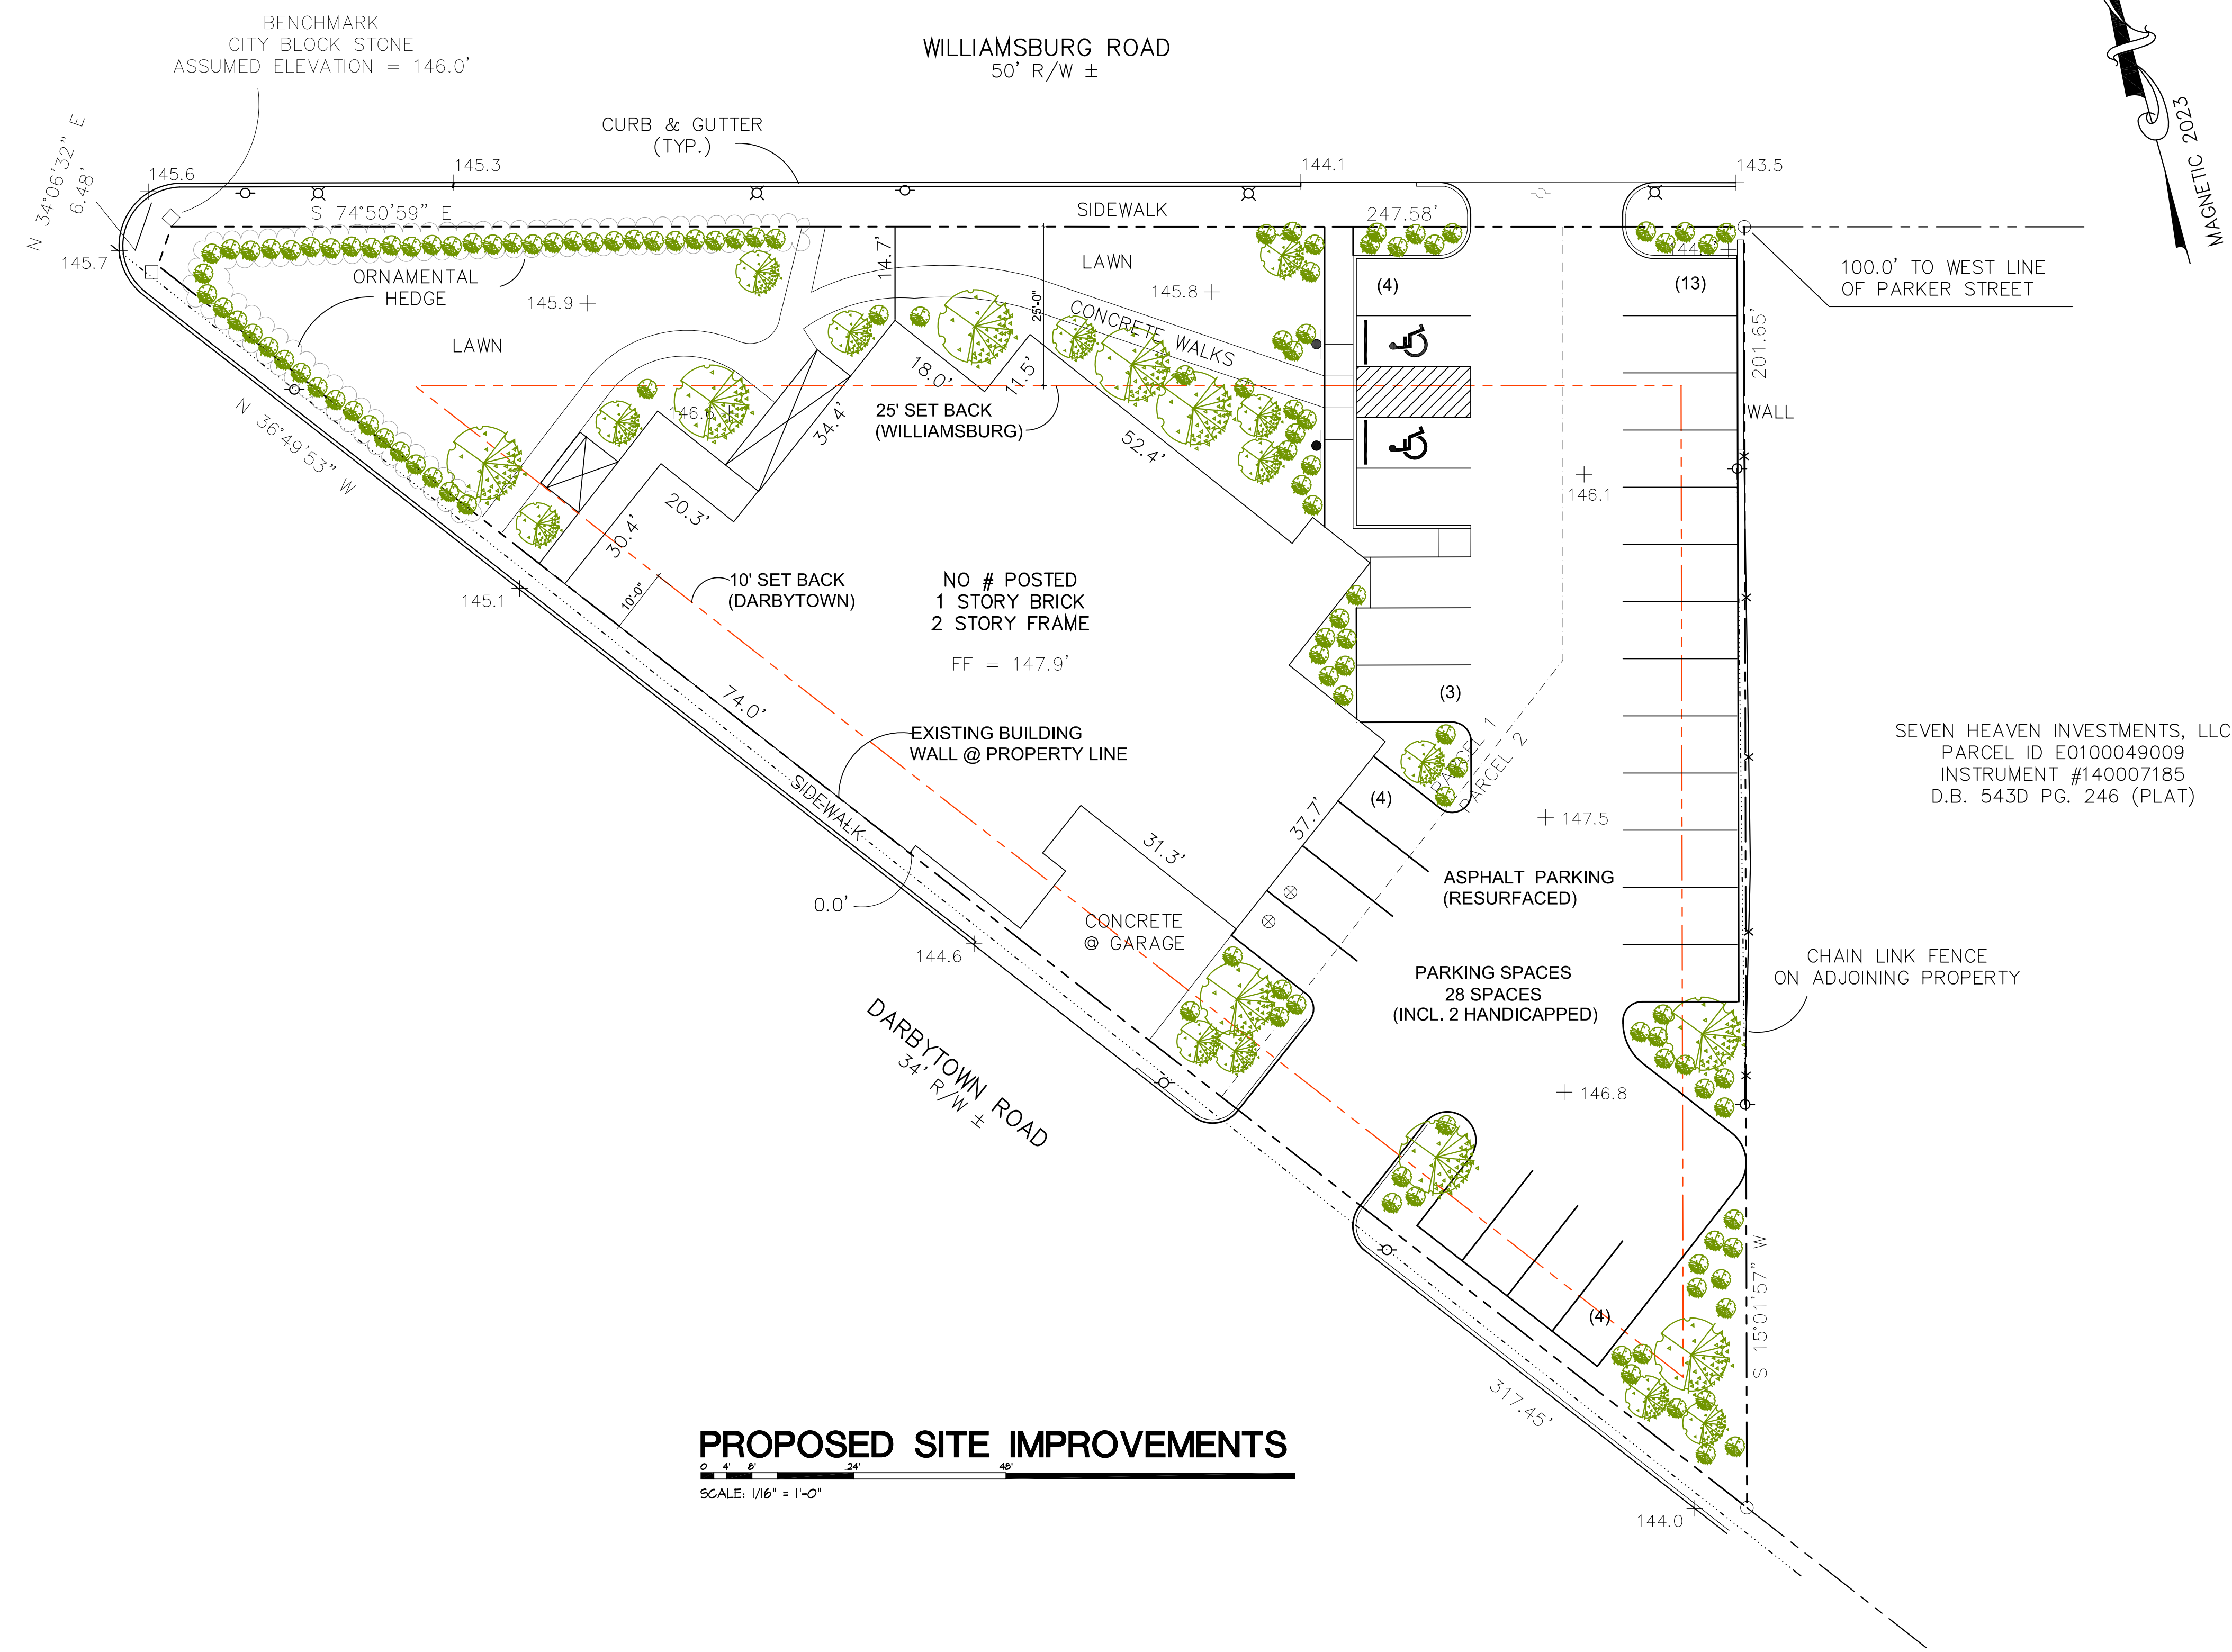 BENCHMARK
CITY BLOCK STONE
ASSUMED ELEVATION = 146.0'
WILLIAMSBURG ROAD
50' R/W ±
MAGNETIC 2023
CURB & GUTTER
(TYP.)
N 34°06'32" E
6.48'
145.6
145.3
144.1
143.5
S 74°50'59" E
SIDEWALK
247.58'
145.7
ORNAMENTAL
HEDGE
145.9
LAWN
14.7'
25'-0"
LAWN
145.8
CONCRETE WALKS
(4)
(13)
144
100.0' TO WEST LINE
OF PARKER STREET
201.65'
WALL
N 36°49'53" W
146.6
34.4'
18.0'
11.5'
25' SET BACK
(WILLIAMSBURG)
52.4'
20.3'
30.4'
146.1
145.1
10'-0"
10' SET BACK
(DARBYTOWN)
NO # POSTED
1 STORY BRICK
2 STORY FRAME
FF = 147.9'
74.0'
EXISTING BUILDING
WALL @ PROPERTY LINE
(3)
PARCEL 1
PARCEL 2
SEVEN HEAVEN INVESTMENTS, LLC
PARCEL ID E0100049009
INSTRUMENT #140007185
D.B. 543D PG. 246 (PLAT)
SIDEWALK
(4)
37.7'
147.5
31.3'
0.0'
CONCRETE
@ GARAGE
ASPHALT PARKING
(RESURFACED)
144.6
PARKING SPACES
28 SPACES
(INCL. 2 HANDICAPPED)
CHAIN LINK FENCE
ON ADJOINING PROPERTY
DARBYTOWN ROAD
34' R/W ±
146.8
(4)
S 15°01'57" W
317.45'
144.0
PROPOSED SITE IMPROVEMENTS
0 4' 8' 24' 48'
SCALE: 1/16" = 1'-0"